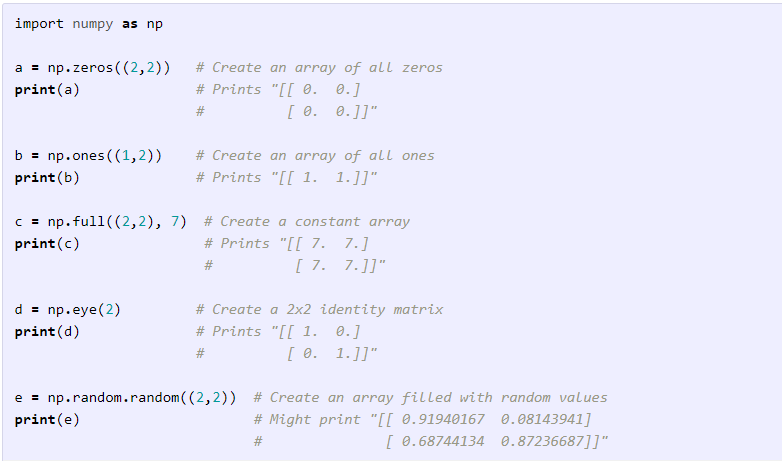 import numpy as np
a = np.zeros((2,2))   # Create an array of all zeros
print(a)              # Prints "[[ 0.  0.]
                      #          [ 0.  0.]]"
b = np.ones((1,2))    # Create an array of all ones
print(b)              # Prints "[[ 1.  1.]]"
c = np.full((2,2), 7)  # Create a constant array
print(c)               # Prints "[[ 7.  7.]
                       #          [ 7.  7.]]"
d = np.eye(2)         # Create a 2x2 identity matrix
print(d)              # Prints "[[ 1.  0.]
                      #          [ 0.  1.]]"
e = np.random.random((2,2))  # Create an array filled with random values
print(e)                     # Might print "[[ 0.91940167  0.08143941]
                             #               [ 0.68744134  0.87236687]]"